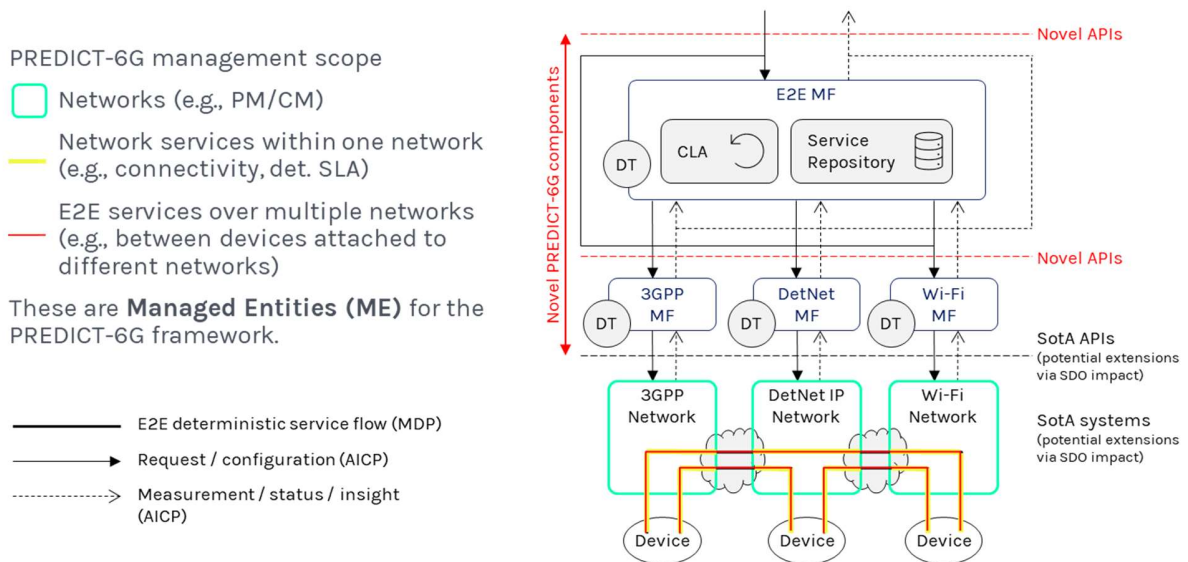 PREDICT-6G management scope
Networks (e.g., PM/CM)
Network services within one network
(e.g., connectivity, det. SLA)
E2E services over multiple networks
(e.g., between devices attached to
different networks)
These are Managed Entities (ME) for the
PREDICT-6G framework.
E2E deterministic service flow (MDP)
Request / configuration (AICP)
Measurement / status / insight
(AICP)
Novel APIs
Novel PREDICT-6G components
E2E MF
CLA
Service
Repository
DT
Novel APIs
3GPP
MF
DT
DetNet
MF
DT
Wi-Fi
MF
DT
SotA APIs
(potential extensions
via SDO impact)
3GPP
Network
DetNet IP
Network
Wi-Fi
Network
SotA systems
(potential extensions
via SDO impact)
Device
Device
Device